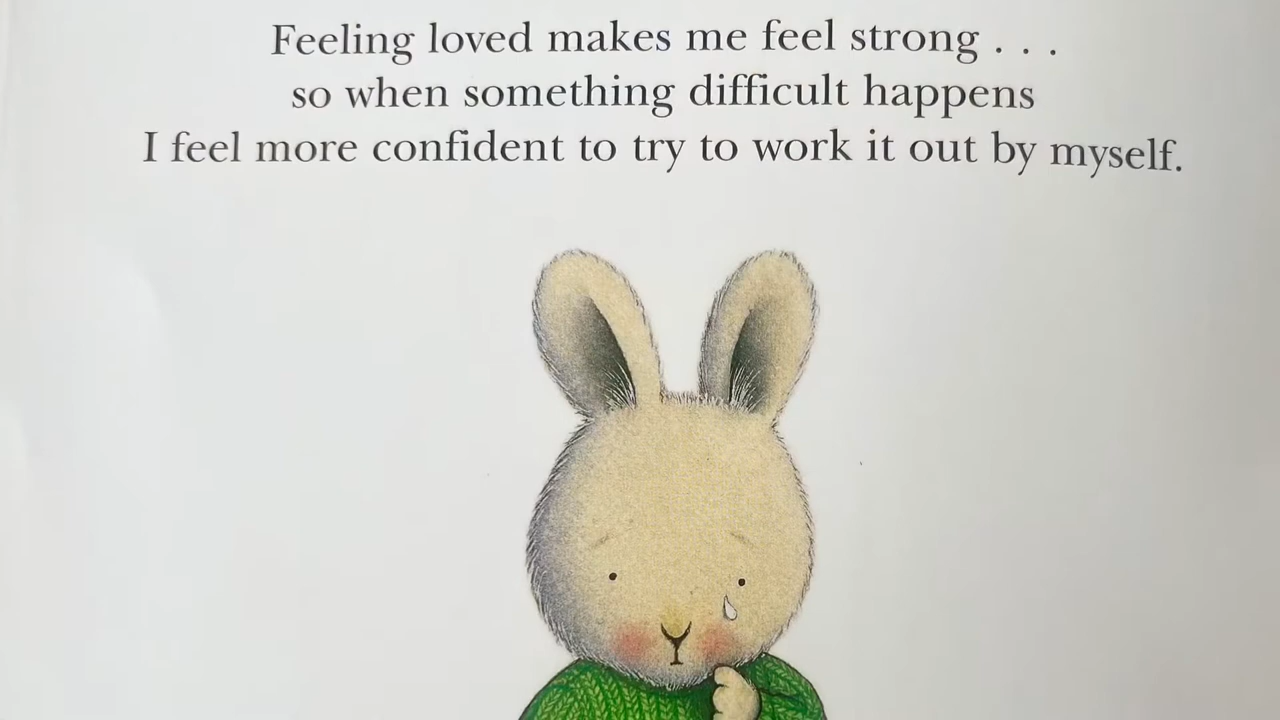 Feeling loved makes me feel strong . . .
so when something difficult happens
I feel more confident to try to work it out by myself.